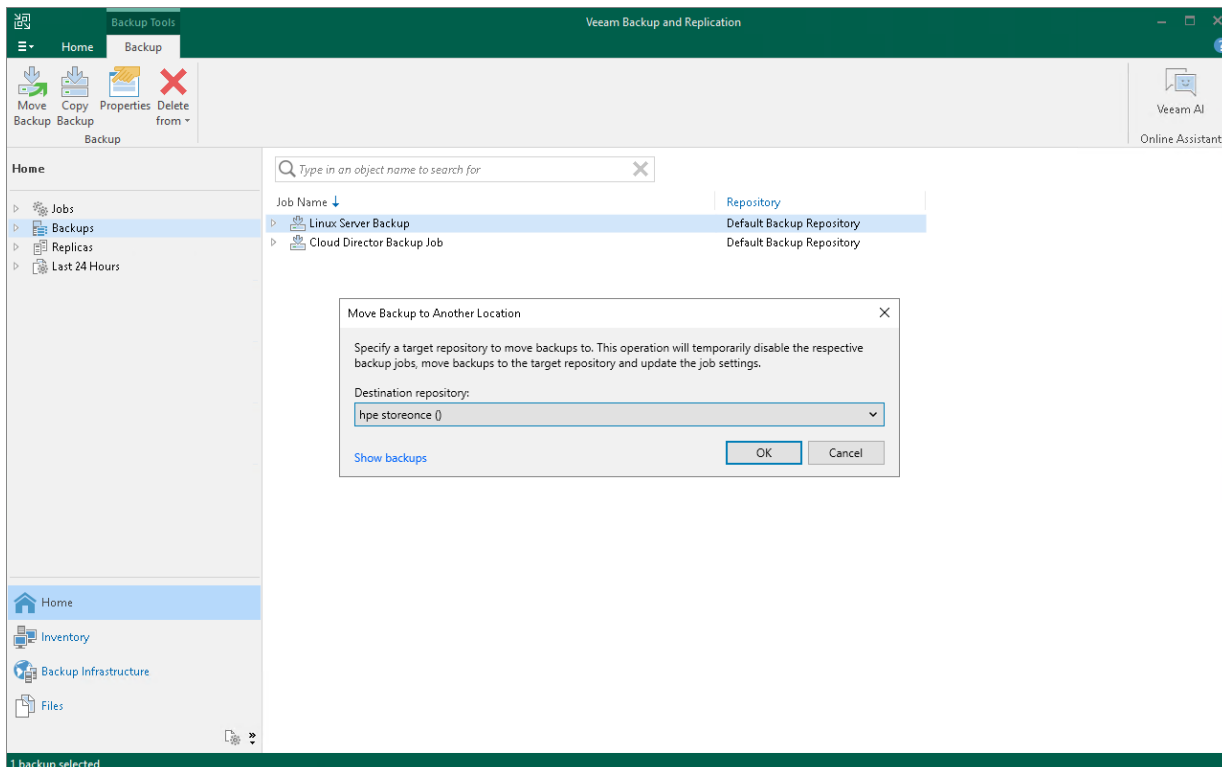 Backup Tools
Veeam Backup and Replication
Home
Backup
Move Backup
Copy Backup
Properties
Delete from
Backup
Veeam AI
Online Assistant
Home
Type in an object name to search for
Jobs
Backups
Replicas
Last 24 Hours
Job Name
Repository
Linux Server Backup
Default Backup Repository
Cloud Director Backup Job
Default Backup Repository
Move Backup to Another Location
Specify a target repository to move backups to. This operation will temporarily disable the respective
backup jobs, move backups to the target repository and update the job settings.
Destination repository:
hpe storeonce ()
Show backups
OK
Cancel
Home
Inventory
Backup Infrastructure
Files
1 backup selected